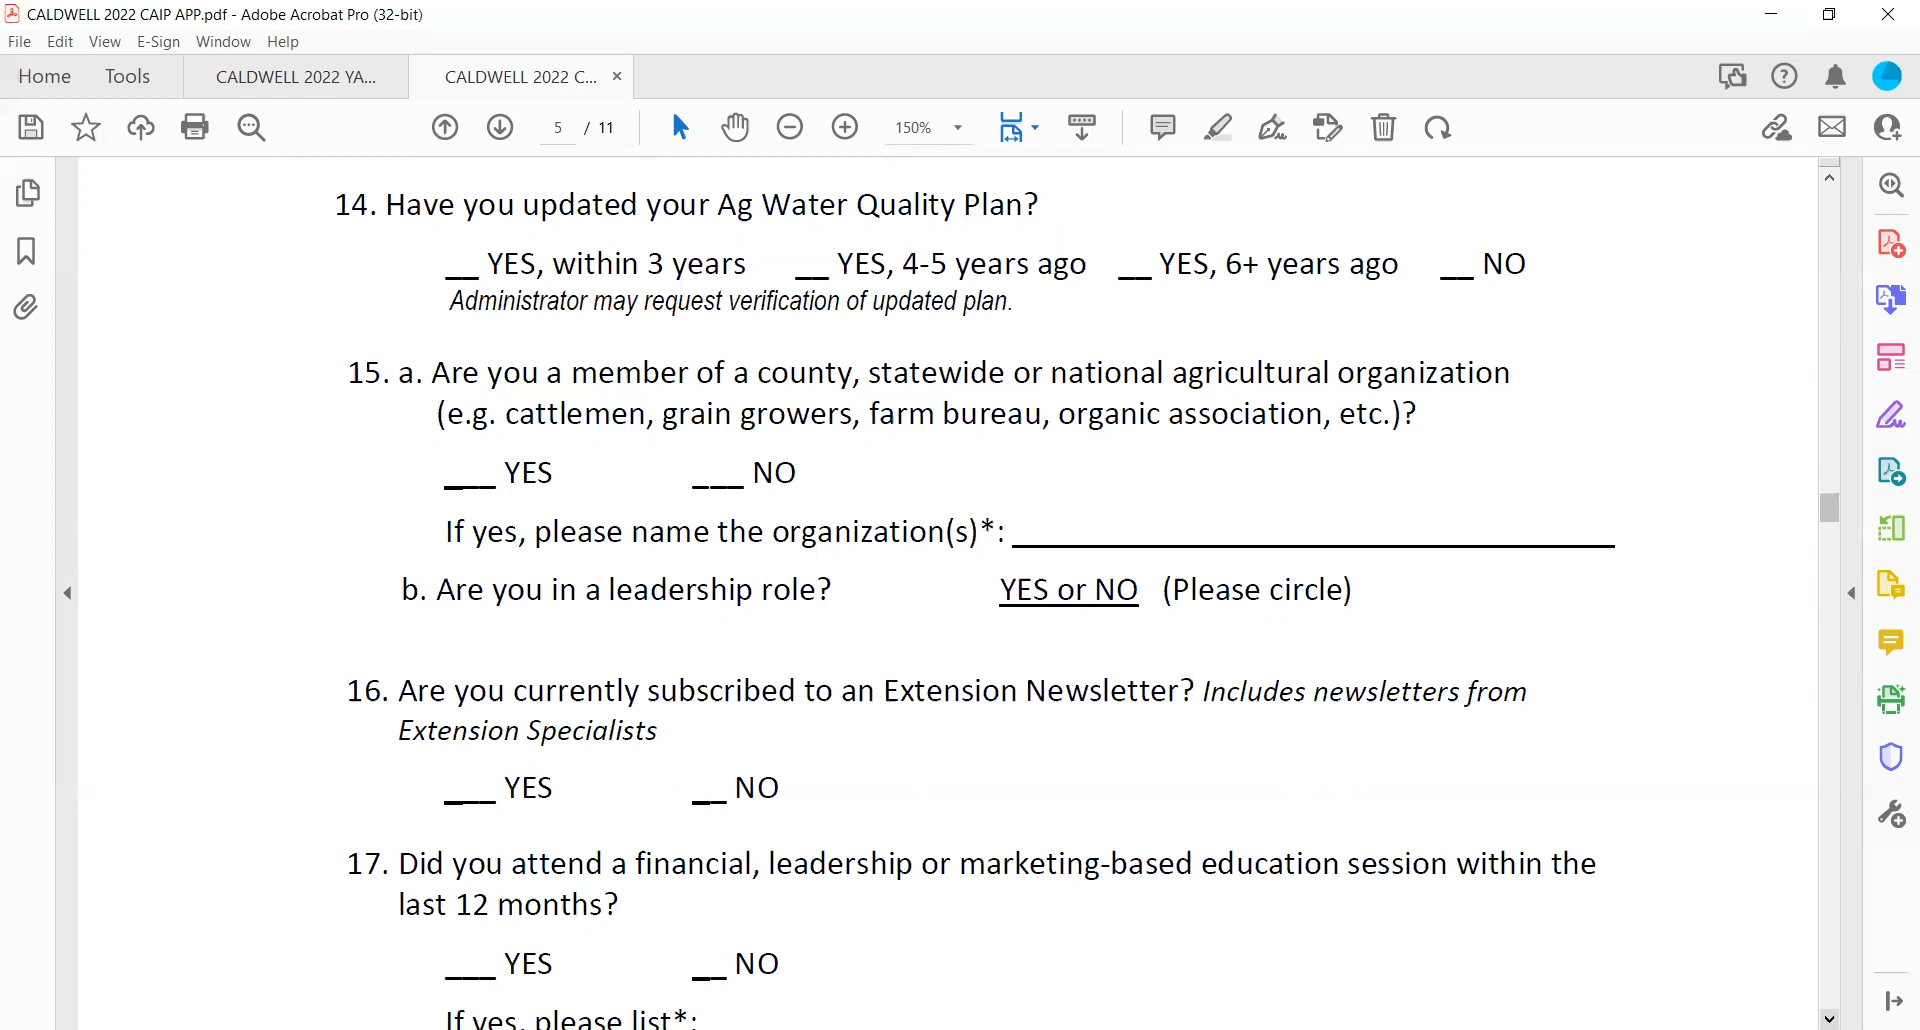 CALDWELL 2022 CAIP APP.pdf - Adobe Acrobat Pro (32-bit)
File Edit View E-Sign Window Help
Home Tools CALDWELL 2022 YA... CALDWELL 2022 C... ×
5 / 11 150%
14. Have you updated your Ag Water Quality Plan?
__ YES, within 3 years __ YES, 4-5 years ago __ YES, 6+ years ago __ NO
Administrator may request verification of updated plan.
15. a. Are you a member of a county, statewide or national agricultural organization
(e.g. cattlemen, grain growers, farm bureau, organic association, etc.)?
___ YES ___ NO
If yes, please name the organization(s)*: ___________________________________
b. Are you in a leadership role? YES or NO (Please circle)
16. Are you currently subscribed to an Extension Newsletter? Includes newsletters from
Extension Specialists
___ YES __ NO
17. Did you attend a financial, leadership or marketing-based education session within the
last 12 months?
___ YES __ NO
If yes, please list*: